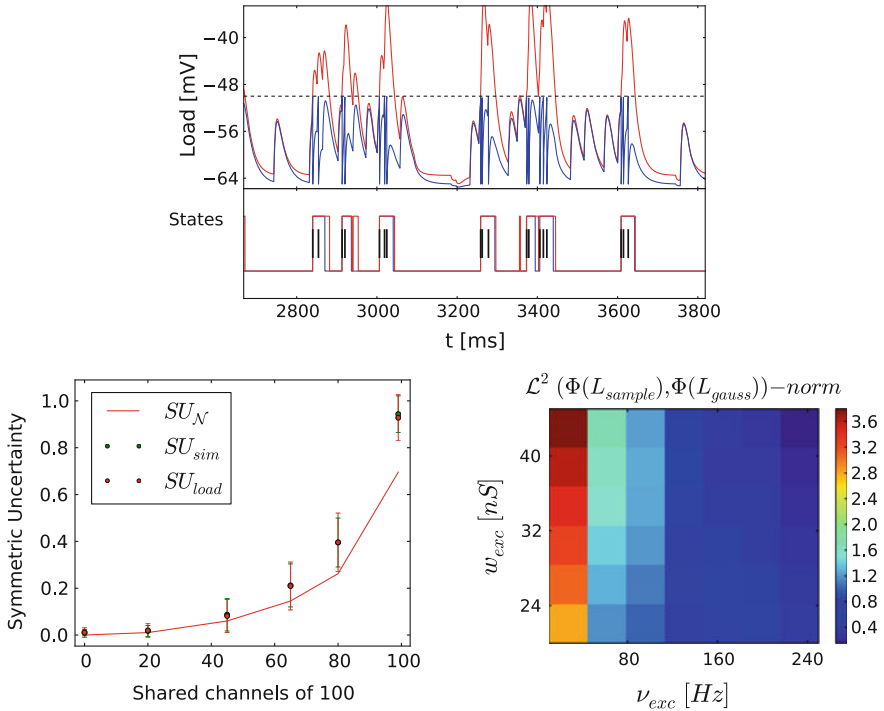 Load [mV]
−40
−48
−56
−64
States
2800 3000 3200 3400 3600 3800
t [ms]
Symmetric Uncertainty
1.0
0.8
0.6
0.4
0.2
0.0
SU_𝒩
SU_sim
SU_load
0 20 40 60 80 100
Shared channels of 100
ℒ² (Φ(L_sample),Φ(L_gauss))−norm
w_exc [nS]
40
32
24
80 160 240
ν_exc [Hz]
3.6
3.2
2.8
2.4
2.0
1.6
1.2
0.8
0.4